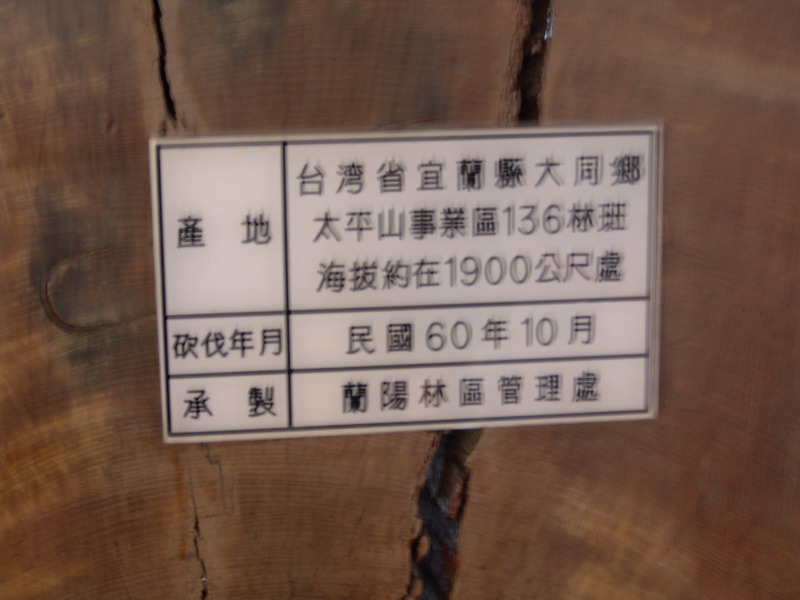 產地
台湾省宜蘭縣大同鄉
太平山事業區136林班
海拔約在1900公尺處
砍伐年月
民國60年10月
承製
蘭陽林區管理處